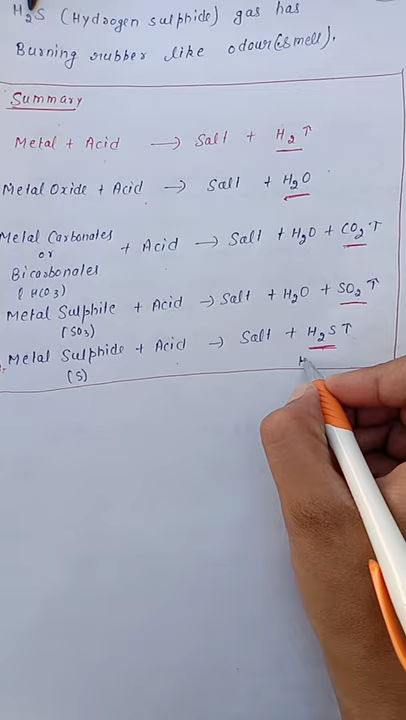 H₂S (Hydrogen sulphide) gas has
Burning rubber like odour (smell).
Summary
Metal + Acid → Salt + H₂↑
Metal Oxide + Acid → Salt + H₂O
Metal Carbonates or Bicarbonates (HCO₃) + Acid → Salt + H₂O + CO₂↑
Metal Sulphite (SO₃) + Acid → Salt + H₂O + SO₂↑
Metal Sulphide (S) + Acid → Salt + H₂S↑